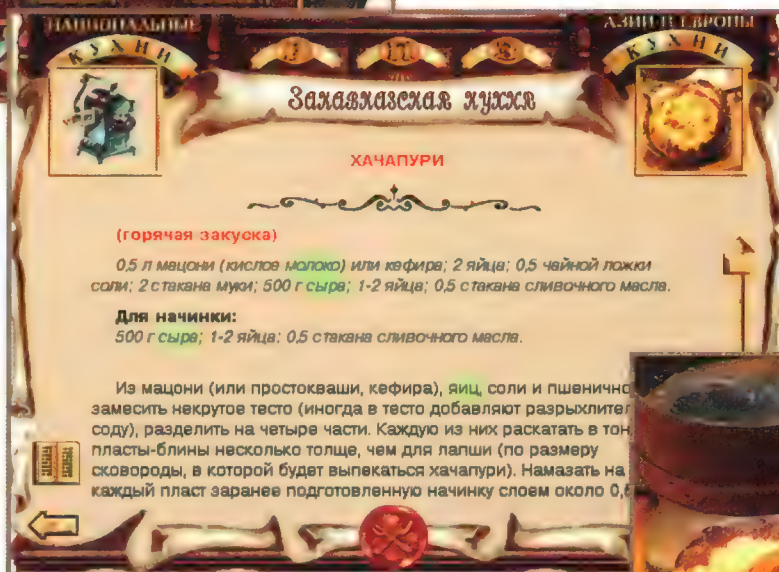 НАЦИОНАЛЬНЫЕ
КУХНИ
АЗИИ И ЕВРОПЫ
КУХНИ
Закавказская кухня
ХАЧАПУРИ
(горячая закуска)
0,5 л мацони (кислое молоко) или кефира; 2 яйца; 0,5 чайной ложки
соли; 2 стакана муки; 500 г сыра; 1-2 яйца; 0,5 стакана сливочного масла.
Для начинки:
500 г сыра; 1-2 яйца; 0,5 стакана сливочного масла.
Из мацони (или простокваши, кефира), яиц, соли и пшенично
замесить некрутое тесто (иногда в тесто добавляют разрыхлител
соду), разделить на четыре части. Каждую из них раскатать в тон
пласты-блины несколько толще, чем для лапши (по размеру
сковороды, в которой будет выпекаться хачапури). Намазать на
каждый пласт заранее подготовленную начинку слоем около 0,